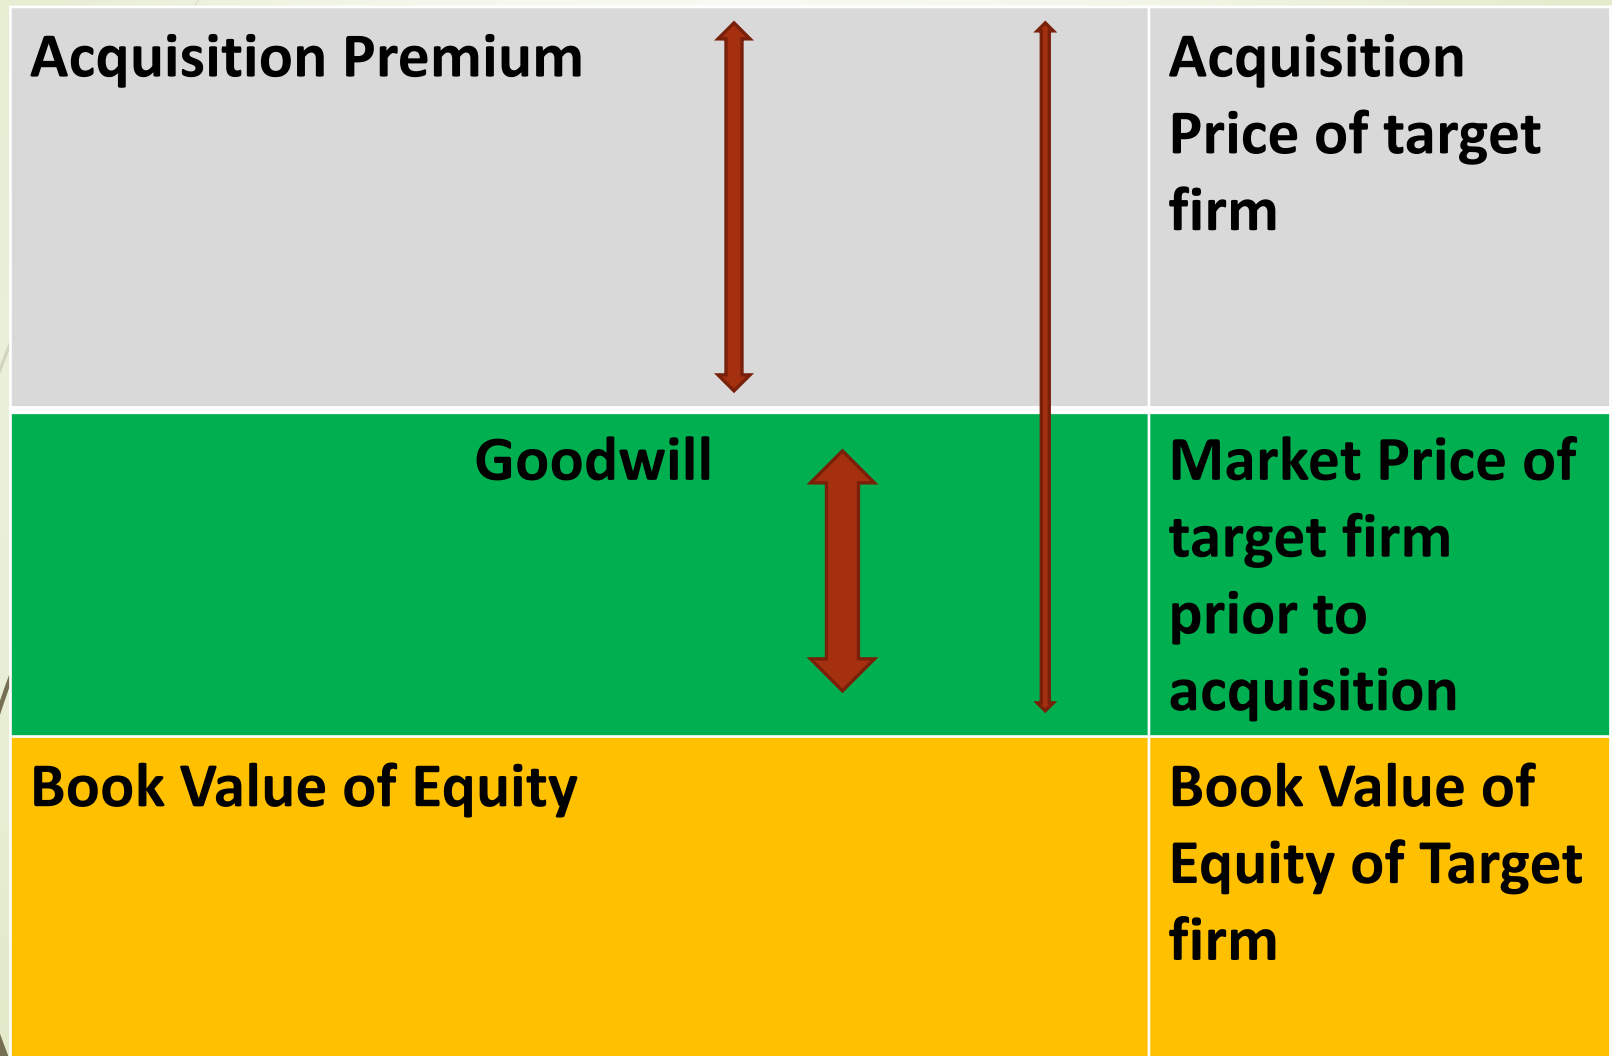 Acquisition Premium
Acquisition
Price of target
firm
Goodwill
Market Price of
target firm
prior to
acquisition
Book Value of Equity
Book Value of
Equity of Target
firm